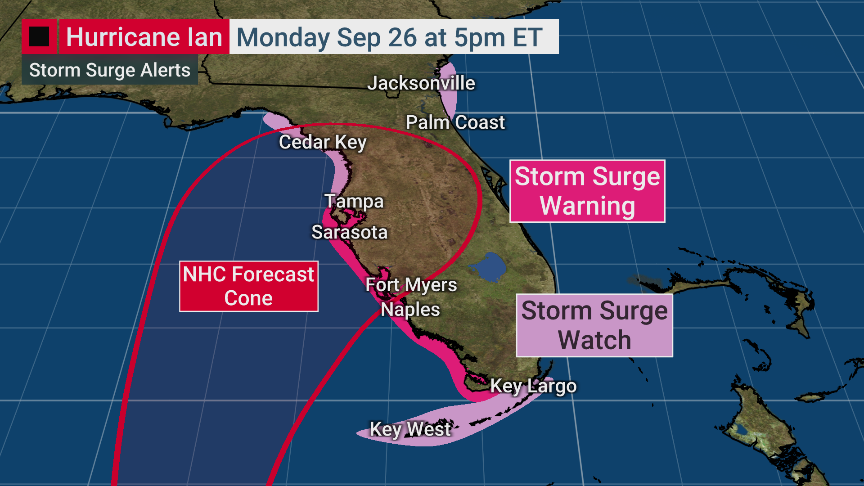 Hurricane Ian
Monday Sep 26 at 5pm ET
Storm Surge Alerts
Jacksonville
Palm Coast
Cedar Key
Storm Surge
Warning
Tampa
Sarasota
NHC Forecast
Cone
Fort Myers
Naples
Storm Surge
Watch
Key Largo
Key West